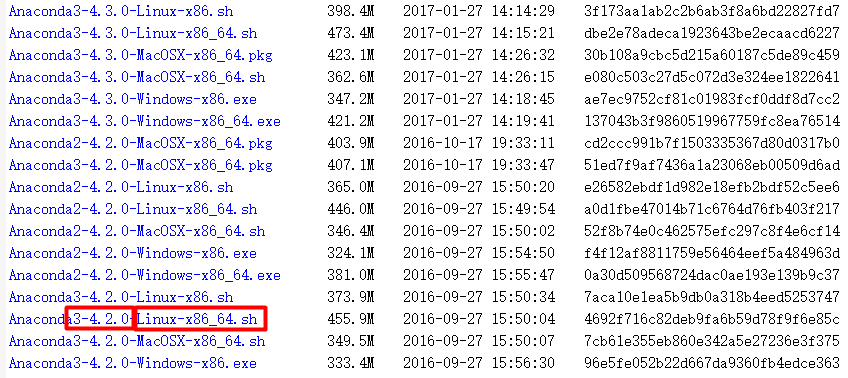 Anaconda3-4.3.0-Linux-x86.sh 398.4M 2017-01-27 14:14:29 3f173aa1ab2c2b6ab3f8a6bd22827fd7
Anaconda3-4.3.0-Linux-x86_64.sh 473.4M 2017-01-27 14:15:21 dbe2e78adeca1923643be2ecaacd6227
Anaconda3-4.3.0-MacOSX-x86_64.pkg 423.1M 2017-01-27 14:26:32 30b108a9cbc5d215a60187c5de89c459
Anaconda3-4.3.0-MacOSX-x86_64.sh 362.6M 2017-01-27 14:26:15 e080c503c27d5c072d3e324ee1822641
Anaconda3-4.3.0-Windows-x86.exe 347.2M 2017-01-27 14:18:45 ae7ec9752cf81c01983fcf0ddf8d7cc2
Anaconda3-4.3.0-Windows-x86_64.exe 421.2M 2017-01-27 14:19:41 137043b3f9860519967759fc8ea76514
Anaconda2-4.2.0-MacOSX-x86_64.pkg 403.9M 2016-10-17 19:33:11 cd2ccc991b7f1503335367d80d0317b0
Anaconda3-4.2.0-MacOSX-x86_64.pkg 407.1M 2016-10-17 19:33:47 51ed7f9af7436a1a23068eb00509d6ad
Anaconda2-4.2.0-Linux-x86.sh 365.0M 2016-09-27 15:50:20 e26582ebdf1d982e18efb2bdf52c5ee6
Anaconda2-4.2.0-Linux-x86_64.sh 446.0M 2016-09-27 15:49:54 a0d1fbe47014b71c6764d76fb403f217
Anaconda2-4.2.0-MacOSX-x86_64.sh 346.4M 2016-09-27 15:50:02 52f8b74e0c462575efc297c8f4e6cf14
Anaconda2-4.2.0-Windows-x86.exe 324.1M 2016-09-27 15:54:50 f4f12af8811759e56464eef5a484963d
Anaconda2-4.2.0-Windows-x86_64.exe 381.0M 2016-09-27 15:55:47 0a30d509568724dac0ae193e139b9c37
Anaconda3-4.2.0-Linux-x86.sh 373.9M 2016-09-27 15:50:34 7aca10e1ea5b9db0a318b4eed5253747
Anaconda3-4.2.0-Linux-x86_64.sh 455.9M 2016-09-27 15:50:04 4692f716c82deb9fa6b59d78f9f6e85c
Anaconda3-4.2.0-MacOSX-x86_64.sh 349.5M 2016-09-27 15:50:07 7cb61e355eb860e342a5e27236e3f375
Anaconda3-4.2.0-Windows-x86.exe 333.4M 2016-09-27 15:56:30 96e5fe052b22d667da9360fb4edce363